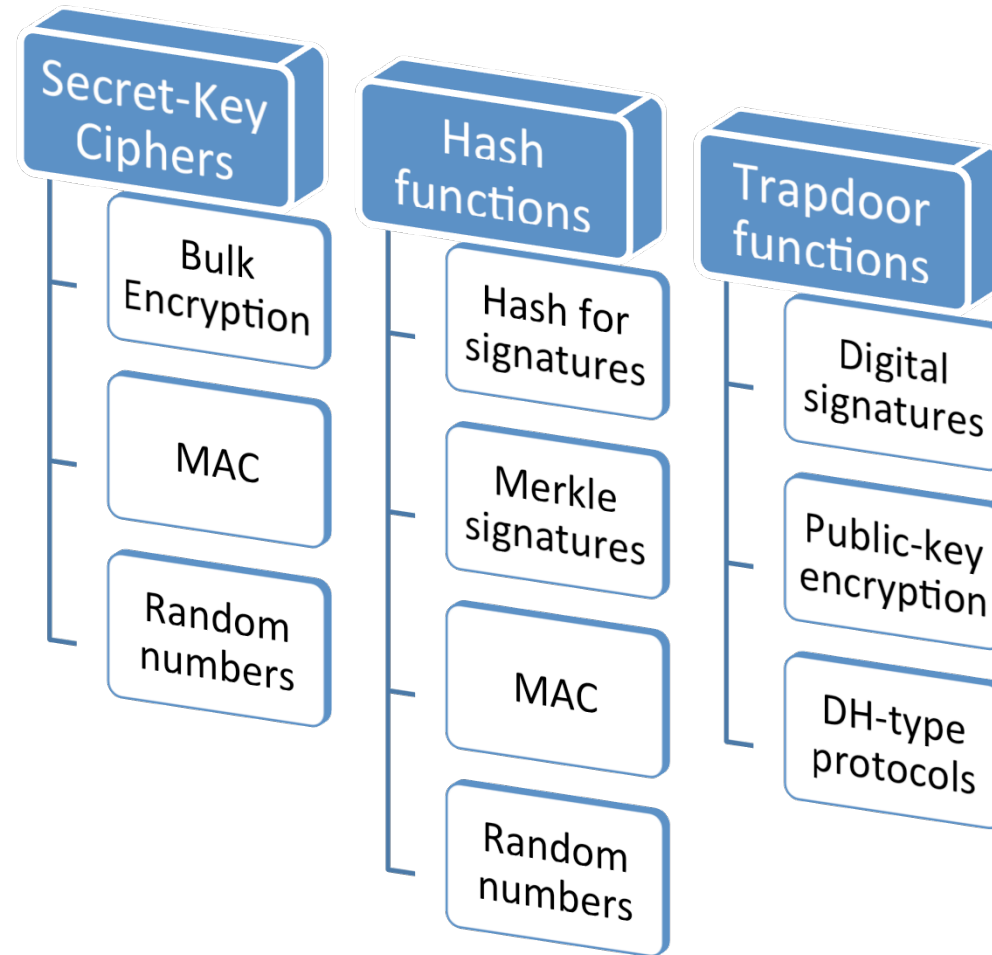 Secret-Key
Ciphers
Bulk
Encryption
MAC
Random
numbers
Hash
functions
Hash for
signatures
Merkle
signatures
MAC
Random
numbers
Trapdoor
functions
Digital
signatures
Public-key
encryption
DH-type
protocols